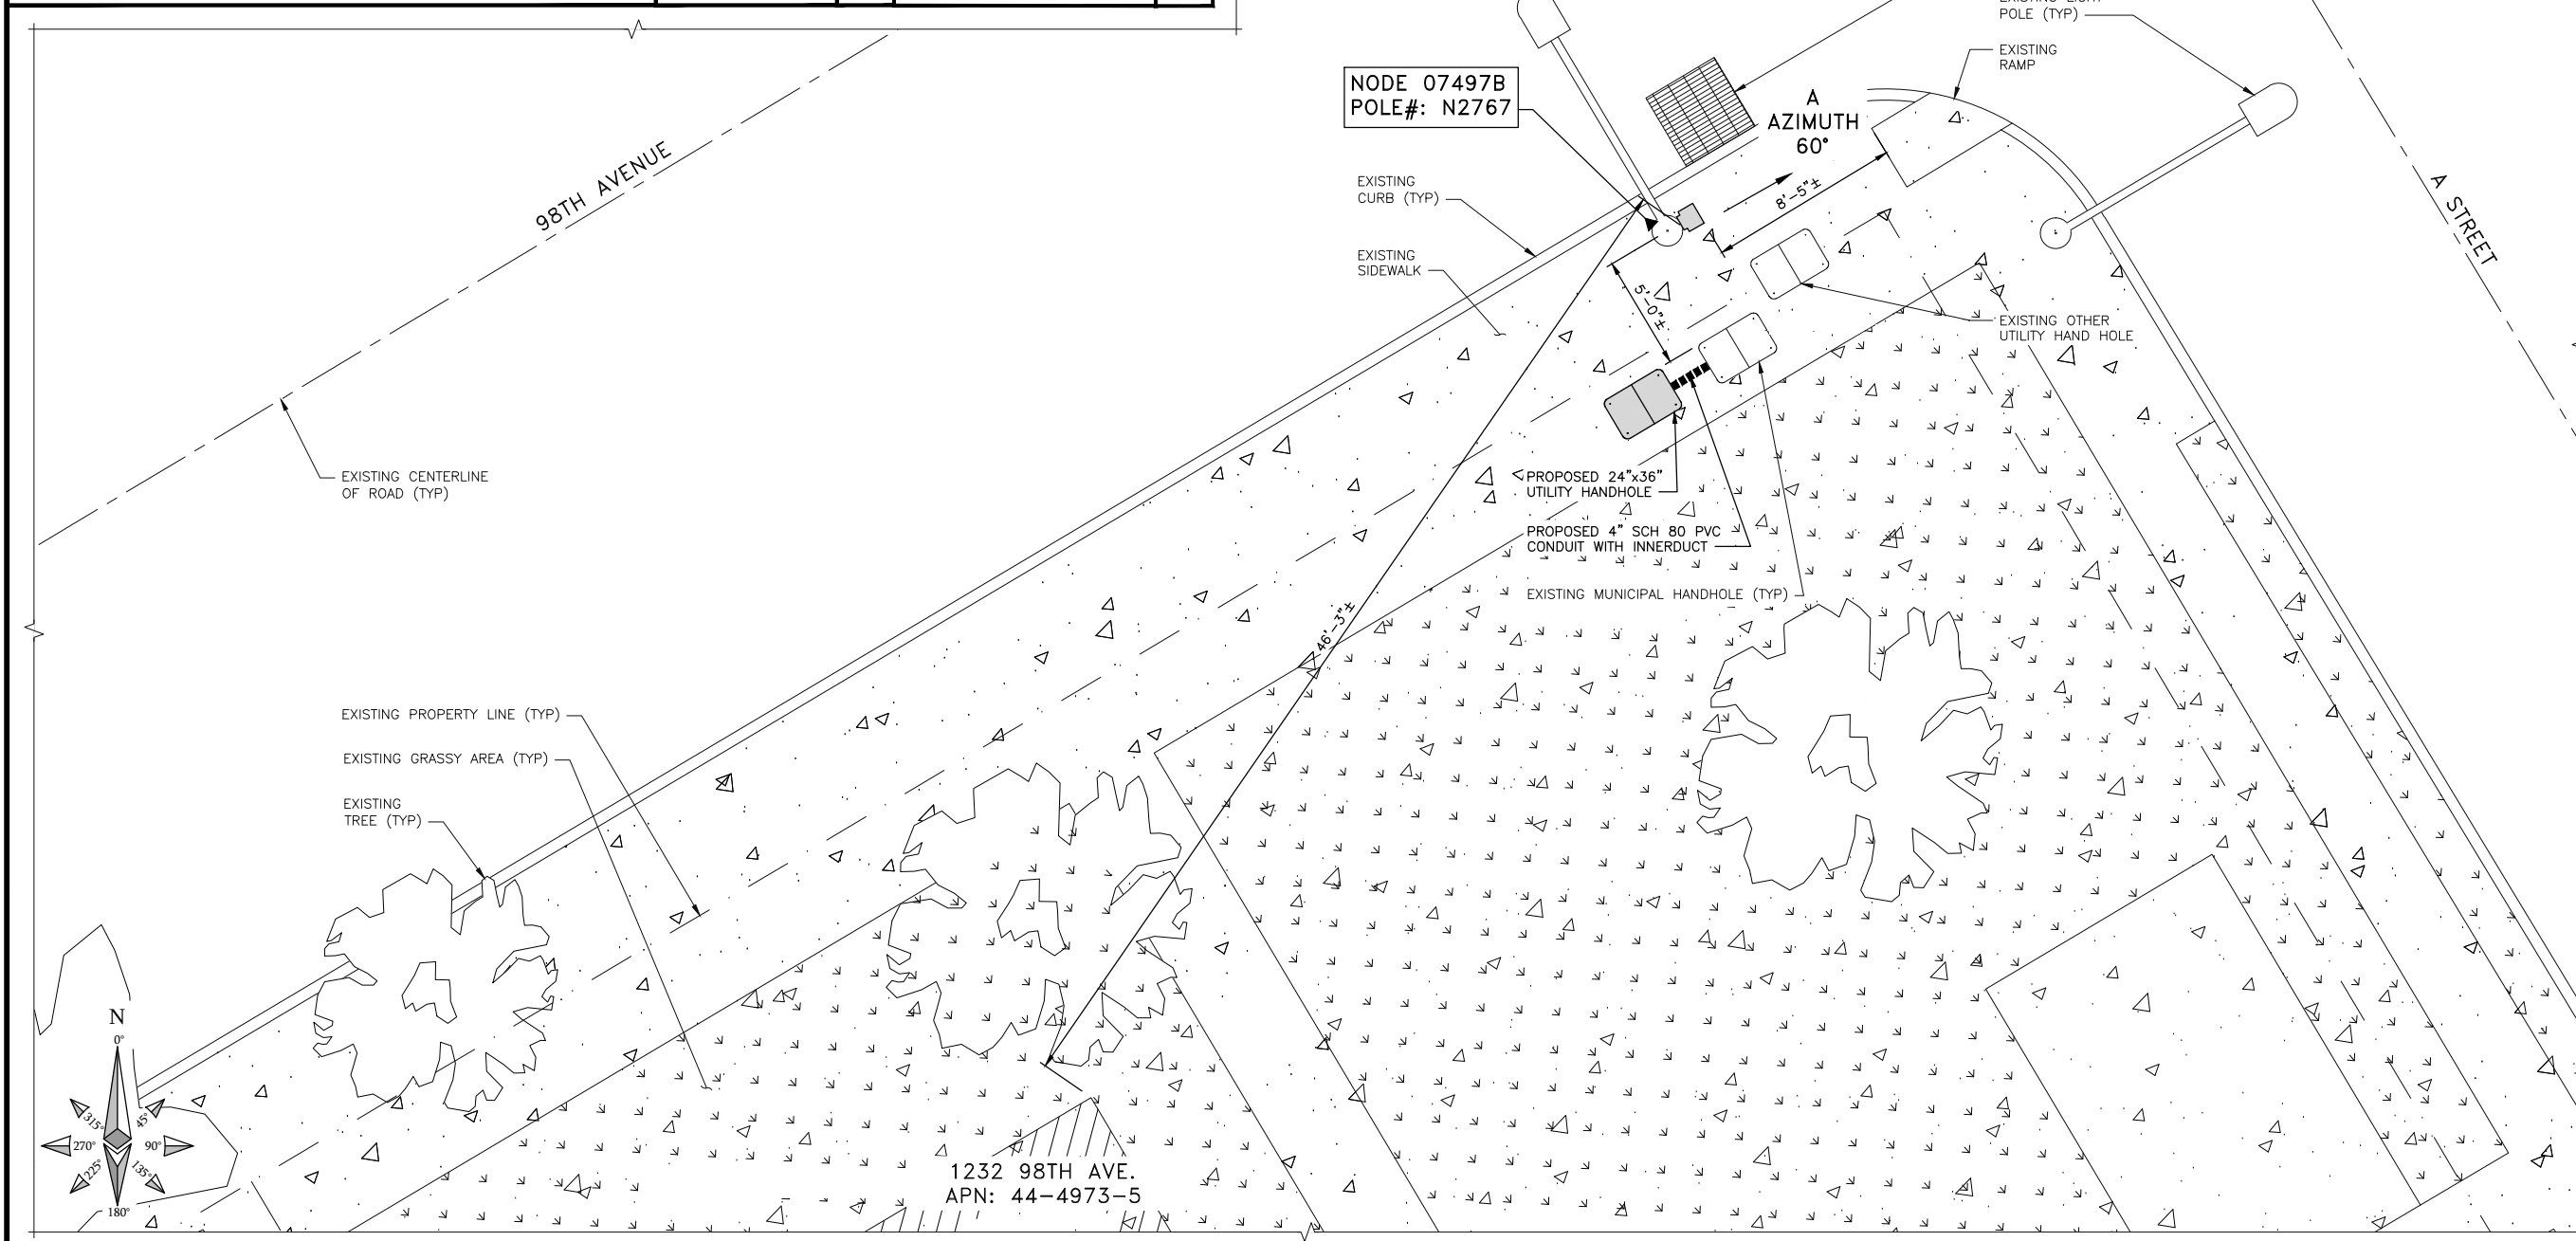 POLE (TYP)
EXISTING
RAMP
NODE 07497B
POLE#: N2767
A
AZIMUTH
60°
8'-5"±
98TH AVENUE
A STREET
EXISTING
CURB (TYP)
EXISTING
SIDEWALK
5'-0"±
EXISTING OTHER
UTILITY HAND HOLE
EXISTING CENTERLINE
OF ROAD (TYP)
PROPOSED 24"x36"
UTILITY HANDHOLE
PROPOSED 4" SCH 80 PVC
CONDUIT WITH INNERDUCT
EXISTING MUNICIPAL HANDHOLE (TYP)
46'-3"±
EXISTING PROPERTY LINE (TYP)
EXISTING GRASSY AREA (TYP)
EXISTING
TREE (TYP)
N
0°
315°
45°
270°
90°
225°
135°
180°
1232 98TH AVE.
APN: 44-4973-5